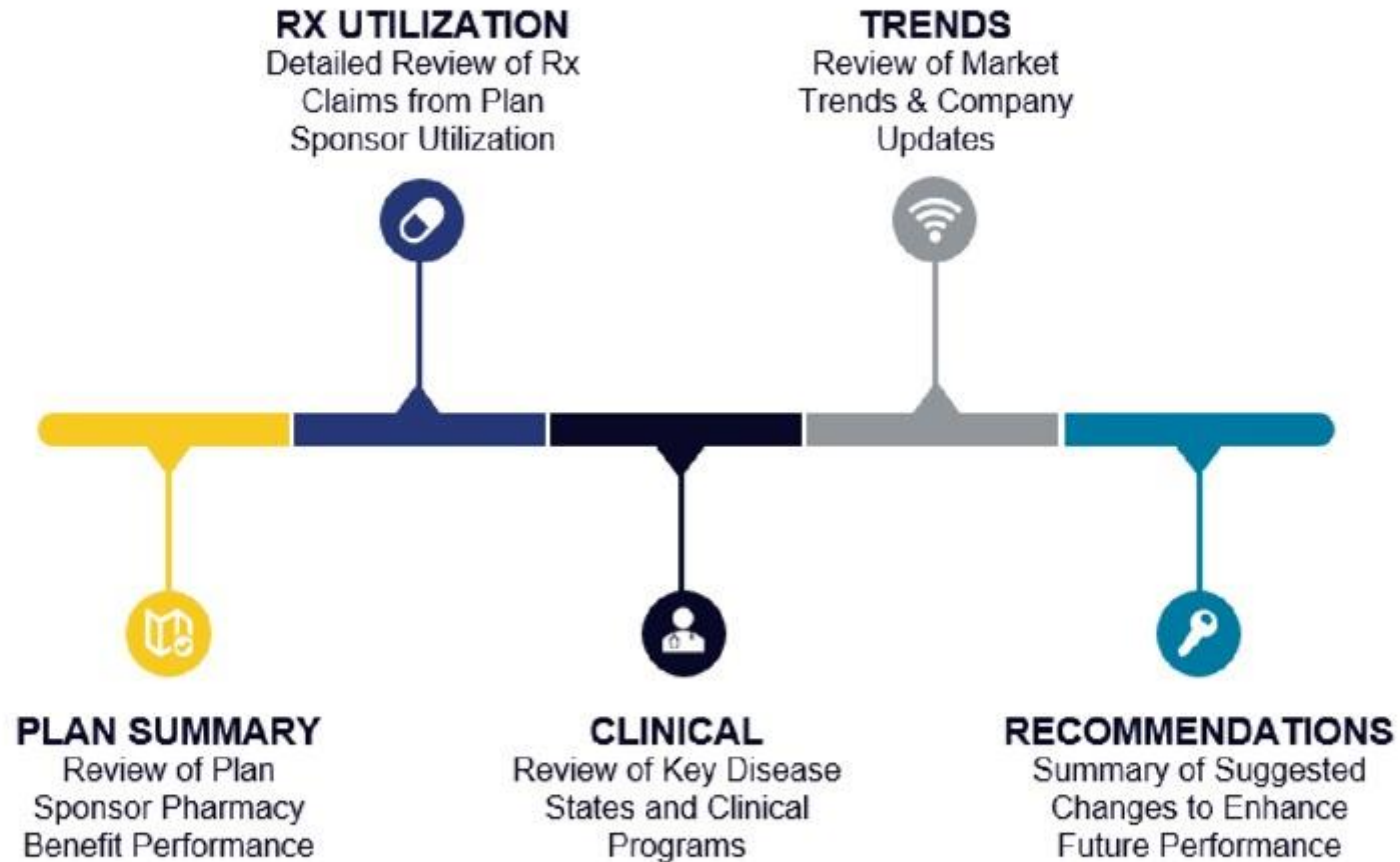 RX UTILIZATION
Detailed Review of Rx
Claims from Plan
Sponsor Utilization
TRENDS
Review of Market
Trends & Company
Updates
PLAN SUMMARY
Review of Plan
Sponsor Pharmacy
Benefit Performance
CLINICAL
Review of Key Disease
States and Clinical
Programs
RECOMMENDATIONS
Summary of Suggested
Changes to Enhance
Future Performance